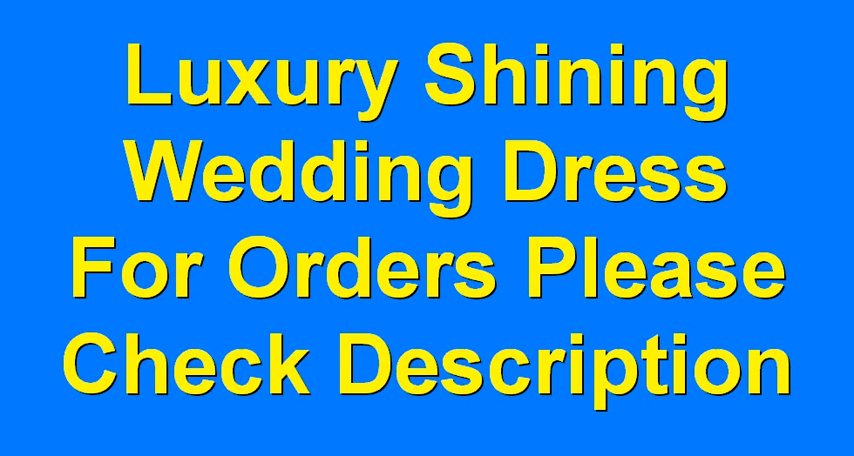 Luxury Shining
Wedding Dress
For Orders Please
Check Description